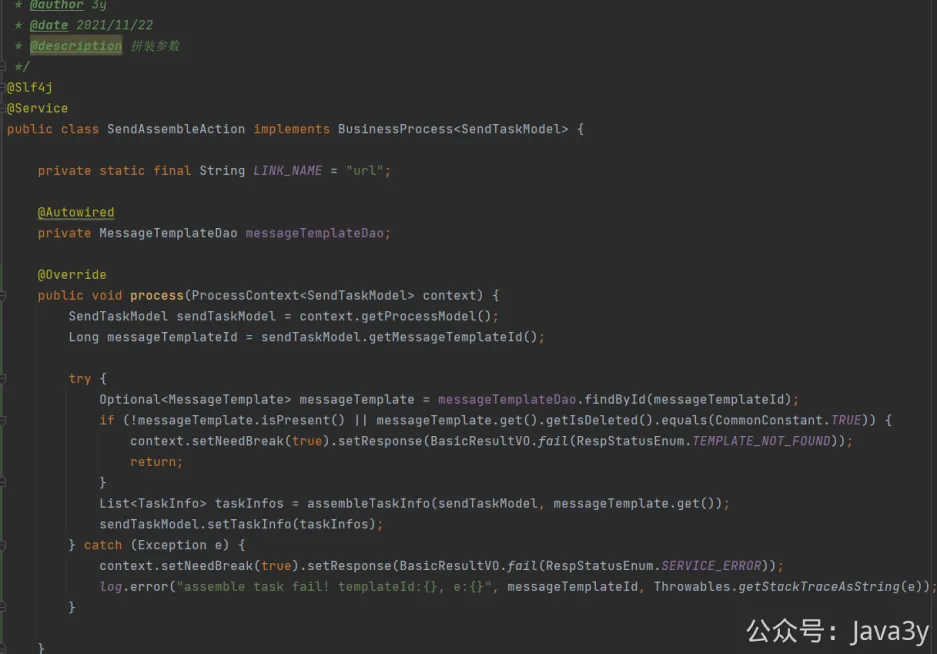 * @author 3y
* @date 2021/11/22
* @description 拼装参数
*/
@Slf4j
@Service
public class SendAssembleAction implements BusinessProcess<SendTaskModel> {
private static final String LINK_NAME = "url";
@Autowired
private MessageTemplateDao messageTemplateDao;
@Override
public void process(ProcessContext<SendTaskModel> context) {
SendTaskModel sendTaskModel = context.getProcessModel();
Long messageTemplateId = sendTaskModel.getMessageTemplateId();
try {
Optional<MessageTemplate> messageTemplate = messageTemplateDao.findById(messageTemplateId);
if (!messageTemplate.isPresent() || messageTemplate.get().getIsDeleted().equals(CommonConstant.TRUE)) {
context.setNeedBreak(true).setResponse(BasicResultVO.fail(RespStatusEnum.TEMPLATE_NOT_FOUND));
return;
}
List<TaskInfo> taskInfos = assembleTaskInfo(sendTaskModel, messageTemplate.get());
sendTaskModel.setTaskInfo(taskInfos);
} catch (Exception e) {
context.setNeedBreak(true).setResponse(BasicResultVO.fail(RespStatusEnum.SERVICE_ERROR));
log.error("assemble task fail! templateId:{}, e:{}", messageTemplateId, Throwables.getStackTraceAsString(e));
}
}
公众号：Java3y